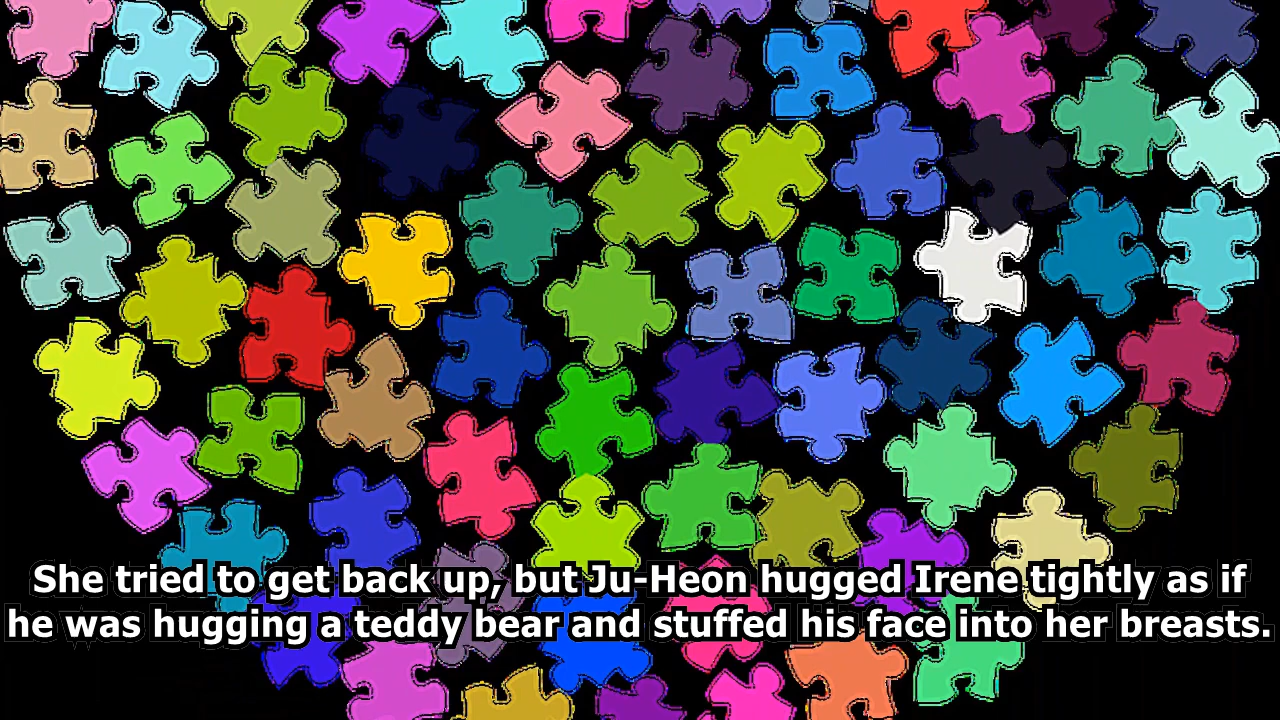 She tried to get back up, but Ju-Heon hugged Irene tightly as if
he was hugging a teddy bear and stuffed his face into her breasts.